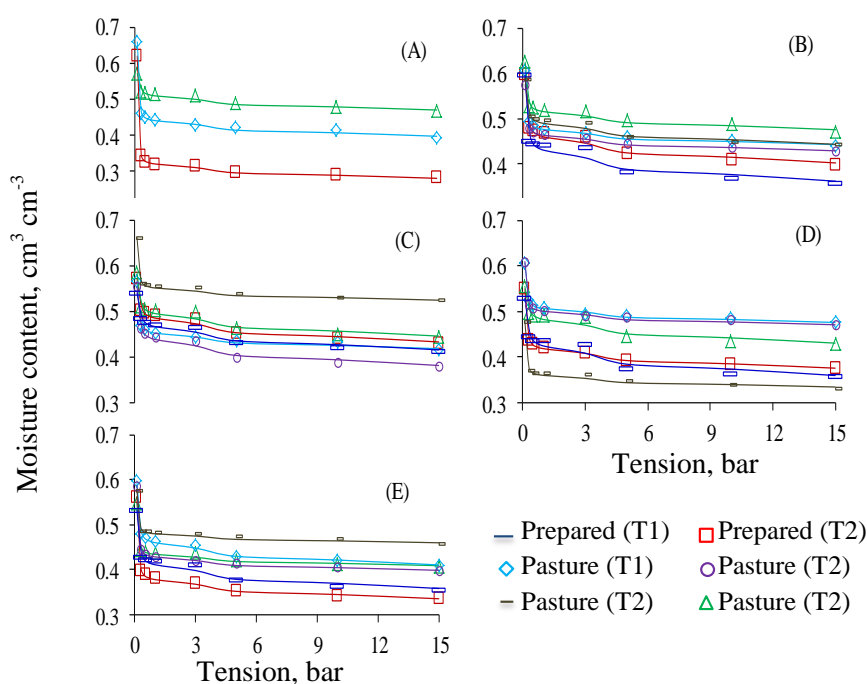 Moisture content, cm³ cm⁻³
0.7
0.6
0.5
0.4
0.3
(A)
0.7
0.6
0.5
0.4
(B)
0.7
0.6
0.5
0.4
0.3
(C)
0.7
0.6
0.5
0.4
0.3
(D)
0 3 6 9 12 15
Tension, bar
0.7
0.6
0.5
0.4
0.3
(E)
0 3 6 9 12 15
Tension, bar
Prepared (T1) Prepared (T2)
Pasture (T1) Pasture (T2)
Pasture (T2) Pasture (T2)